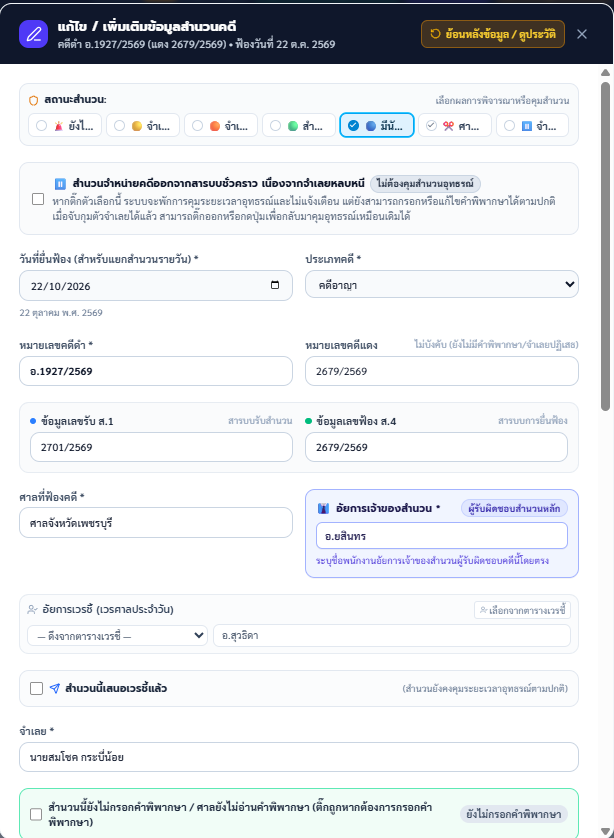 แก้ไข / เพิ่มเติมข้อมูลสำนวนคดี
คดีดำ อ.1927/2569 (แดง 2679/2569) • ฟ้องวันที่ 22 ต.ค. 2569
ย้อนหลังข้อมูล / ดูประวัติ
สถานะสำนวน:
เลือกผลการพิจารณาหรือคุมสำนวน
ยังไ...
จำเ...
จำเ...
สำ...
มีนั...
ศา...
จำ...
สำนวนจำหน่ายคดีออกจากสารบบชั่วคราว เนื่องจากจำเลยหลบหนี
ไม่ต้องคุมสำนวนอุทธรณ์
หากติ๊กตัวเลือกนี้ ระบบจะพักการคุมระยะเวลาอุทธรณ์และไม่แจ้งเตือน แต่ยังสามารถกรอกหรือแก้ไขคำพิพากษาได้ตามปกติ
เมื่อจับกุมตัวจำเลยได้แล้ว สามารถติ๊กออกหรือกดปุ่มเพื่อกลับมาคุมอุทธรณ์เหมือนเดิมได้
วันที่ยื่นฟ้อง (สำหรับแยกสำนวนรายวัน) *
ประเภทคดี *
22/10/2026
คดีอาญา
22 ตุลาคม พ.ศ. 2569
หมายเลขคดีดำ *
หมายเลขคดีแดง
ไม่บังคับ (ยังไม่มีคำพิพากษา/จำเลยปฏิเสธ)
อ.1927/2569
2679/2569
ข้อมูลเลขรับ ส.1
สารบบรับสำนวน
ข้อมูลเลขฟ้อง ส.4
สารบบการยื่นฟ้อง
2701/2569
2679/2569
ศาลที่ฟ้องคดี *
อัยการเจ้าของสำนวน *
ผู้รับผิดชอบสำนวนหลัก
ศาลจังหวัดเพชรบุรี
อ.ยสินทร
ระบุชื่อพนักงานอัยการเจ้าของสำนวนผู้รับผิดชอบคดีนี้โดยตรง
อัยการเวรชี้ (เวรศาลประจำวัน)
เลือกจากตารางเวรชี้
— ดึงจากตารางเวรชี้ —
อ.สุวธิดา
สำนวนนี้เสนอเวรชี้แล้ว
(สำนวนยังคงคุมระยะเวลาอุทธรณ์ตามปกติ)
จำเลย *
นายสมโชค กระบี่น้อย
สำนวนนี้ยังไม่กรอกคำพิพากษา / ศาลยังไม่อ่านคำพิพากษา (ติ๊กถูกหากต้องการกรอกคำ
พิพากษา)
ยังไม่กรอกคำพิพากษา